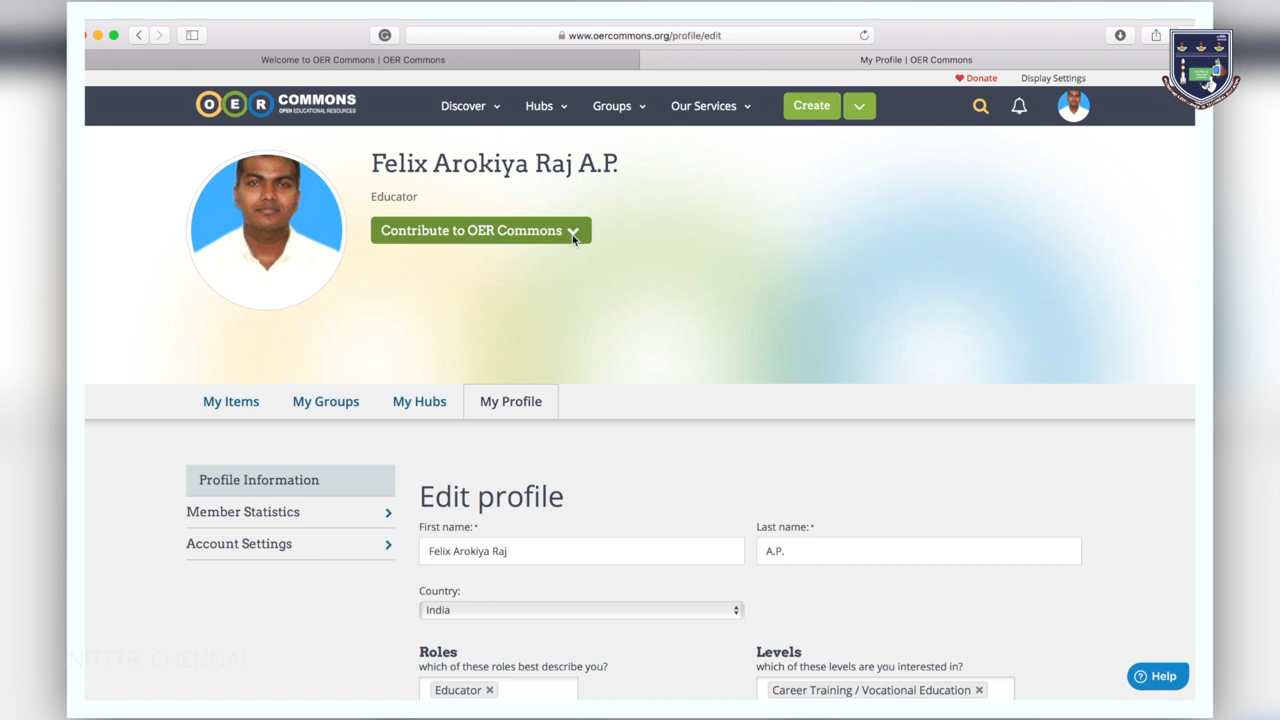 www.oercommons.org/profile/edit
Welcome to OER Commons | OER Commons
My Profile | OER Commons
Donate
Display Settings
OER COMMONS
OPEN EDUCATIONAL RESOURCES
Discover
Hubs
Groups
Our Services
Create
Felix Arokiya Raj A.P.
Educator
Contribute to OER Commons
My Items
My Groups
My Hubs
My Profile
Profile Information
Member Statistics
Account Settings
Edit profile
First name:*
Last name:*
Felix Arokiya Raj
A.P.
Country:
India
Roles
Levels
which of these roles best describe you?
which of these levels are you interested in?
Educator ×
Career Training / Vocational Education ×
Help
NITTTR, CHENNAI